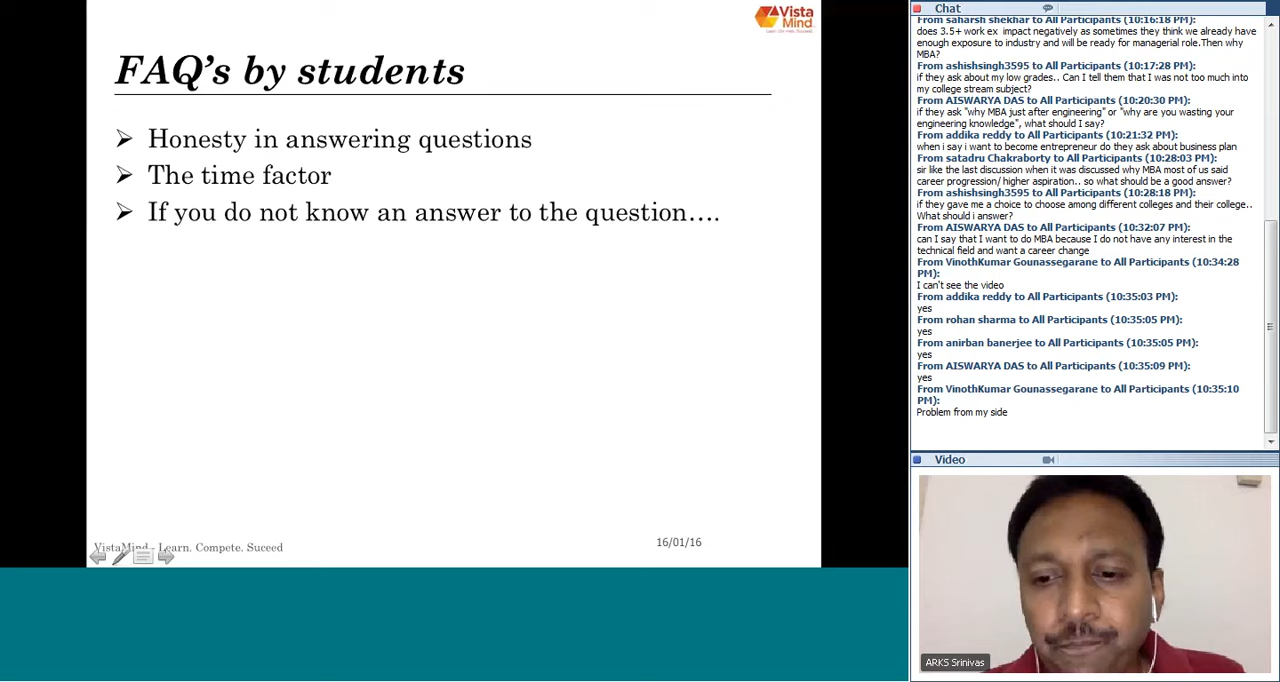 Vista
Mind
Learn. Do Well. Succeed.
FAQ's by students
Honesty in answering questions
The time factor
If you do not know an answer to the question….
VistaMind - Learn. Compete. Suceed
16/01/16
Chat
From saharsh shekhar to All Participants (10:16:18 PM):
does 3.5+ work ex impact negatively as sometimes they think we already have
enough exposure to industry and will be ready for managerial role.Then why
MBA?
From ashishsingh3595 to All Participants (10:17:28 PM):
if they ask about my low grades.. Can I tell them that I was not too much into
my college stream subject?
From AISWARYA DAS to All Participants (10:20:30 PM):
if they ask "why MBA just after engineering" or "why are you wasting your
engineering knowledge", what should I say?
From addika reddy to All Participants (10:21:32 PM):
when i say i want to become entrepreneur do they ask about business plan
From satadru Chakraborty to All Participants (10:28:03 PM):
sir like the last discussion when it was discussed why MBA most of us said
career progression/ higher aspiration.. so what should be a good answer?
From ashishsingh3595 to All Participants (10:28:18 PM):
if they gave me a choice to choose among different colleges and their college..
What should i answer?
From AISWARYA DAS to All Participants (10:32:07 PM):
can I say that I want to do MBA because I do not have any interest in the
technical field and want a career change
From VinothKumar Gounassegarane to All Participants (10:34:28
PM):
I can't see the video
From addika reddy to All Participants (10:35:03 PM):
yes
From rohan sharma to All Participants (10:35:05 PM):
yes
From anirban banerjee to All Participants (10:35:05 PM):
yes
From AISWARYA DAS to All Participants (10:35:09 PM):
yes
From VinothKumar Gounassegarane to All Participants (10:35:10
PM):
Problem from my side
Video
ARKS Srinivas